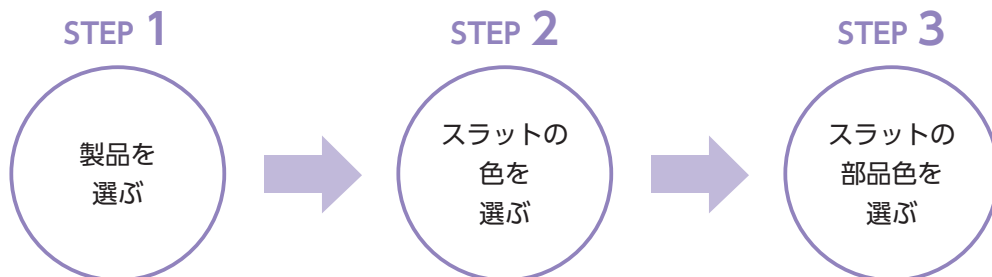 STEP 1
製品を
選ぶ
STEP 2
スラットの
色を
選ぶ
STEP 3
スラットの
部品色を
選ぶ